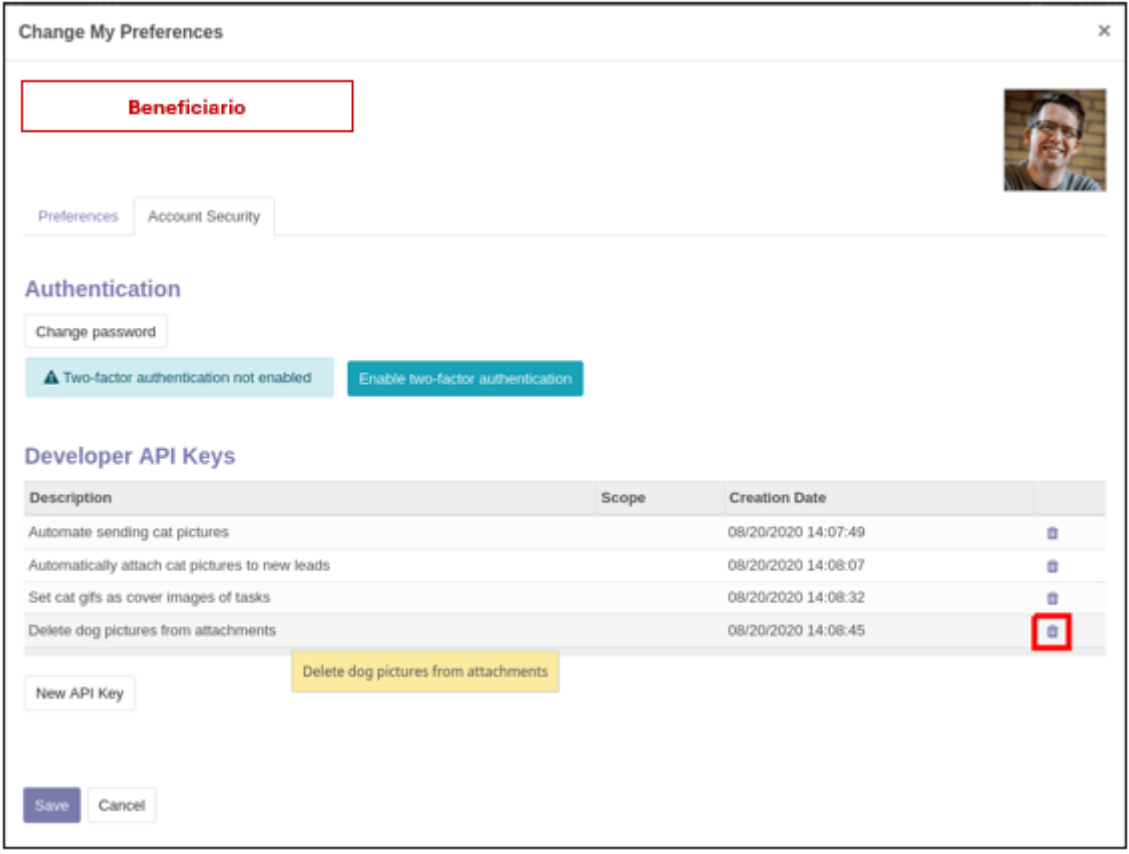 Change My Preferences ×
Beneficiario
Preferences Account Security
Authentication
Change password
Two-factor authentication not enabled Enable two-factor authentication
Developer API Keys
Description Scope Creation Date
Automate sending cat pictures 08/20/2020 14:07:49
Automatically attach cat pictures to new leads 08/20/2020 14:08:07
Set cat gifs as cover images of tasks 08/20/2020 14:08:32
Delete dog pictures from attachments 08/20/2020 14:08:45
Delete dog pictures from attachments
New API Key
Save Cancel